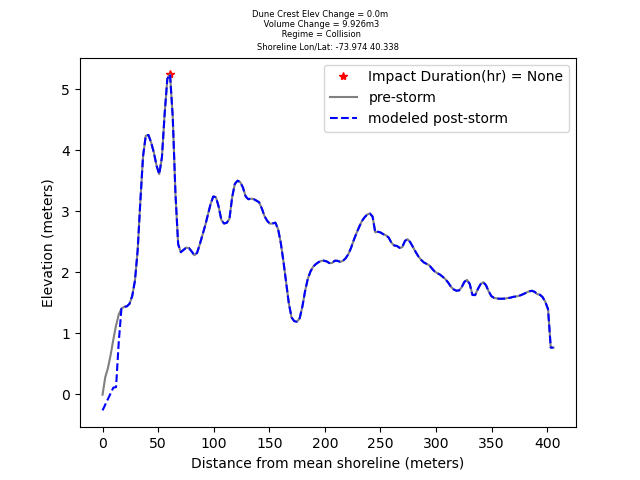 Dune Crest Elev Change = 0.0m
Volume Change = 9.926m3
Regime = Collision
Shoreline Lon/Lat: -73.974 40.338
Impact Duration(hr) = None
pre-storm
modeled post-storm
Elevation (meters)
5
4
3
2
1
0
0 50 100 150 200 250 300 350 400
Distance from mean shoreline (meters)